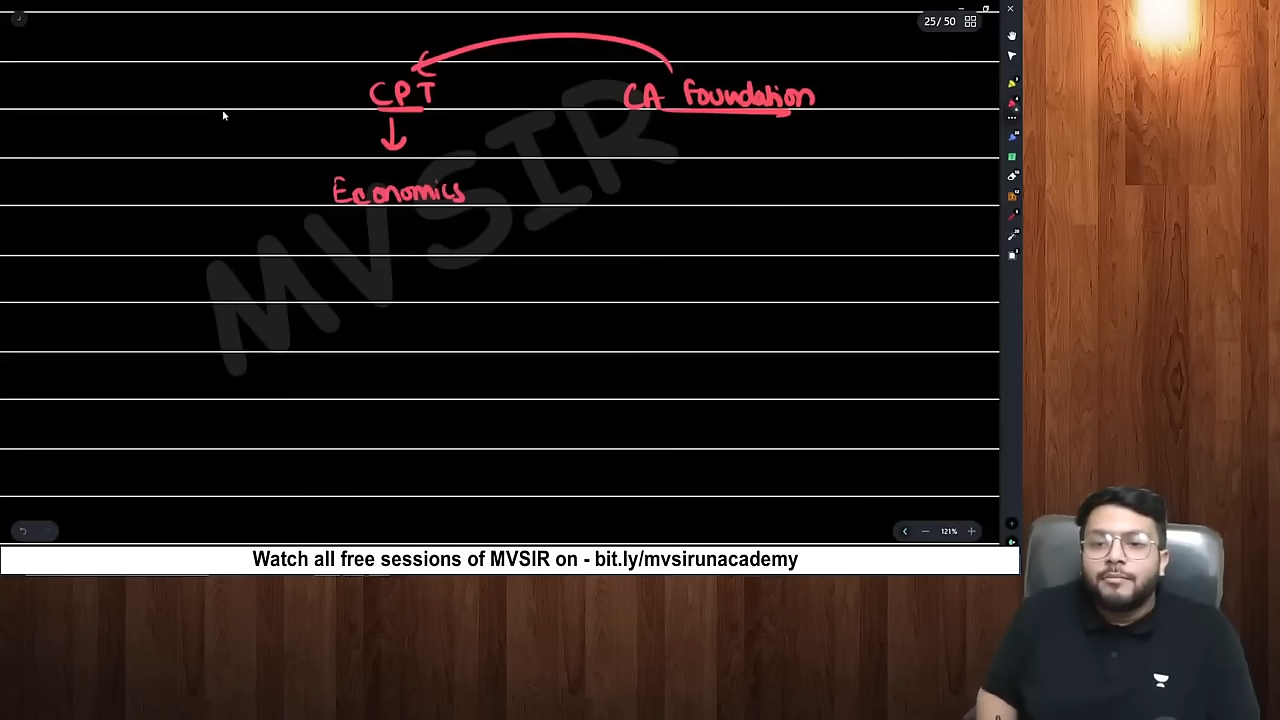 25/ 50
CPT CA Foundation
Economics
MVSIR
121%
Watch all free sessions of MVSIR on - bit.ly/mvsirunacademy